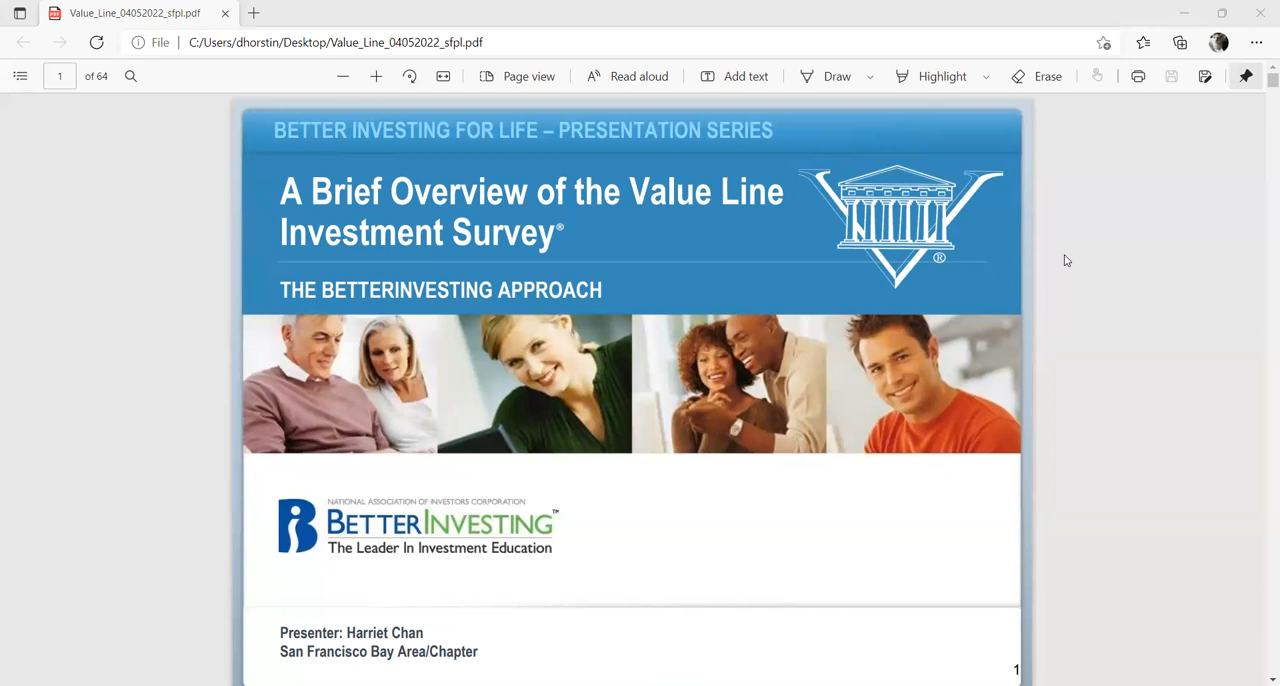 Value_Line_04052022_sfpl.pdf
File C:/Users/dhorstin/Desktop/Value_Line_04052022_sfpl.pdf
1 of 64 Page view Read aloud Add text Draw Highlight Erase
BETTER INVESTING FOR LIFE – PRESENTATION SERIES
A Brief Overview of the Value Line
Investment Survey®
®
THE BETTERINVESTING APPROACH
NATIONAL ASSOCIATION OF INVESTORS CORPORATION
BETTERINVESTING™
The Leader In Investment Education
Presenter: Harriet Chan
San Francisco Bay Area/Chapter
1